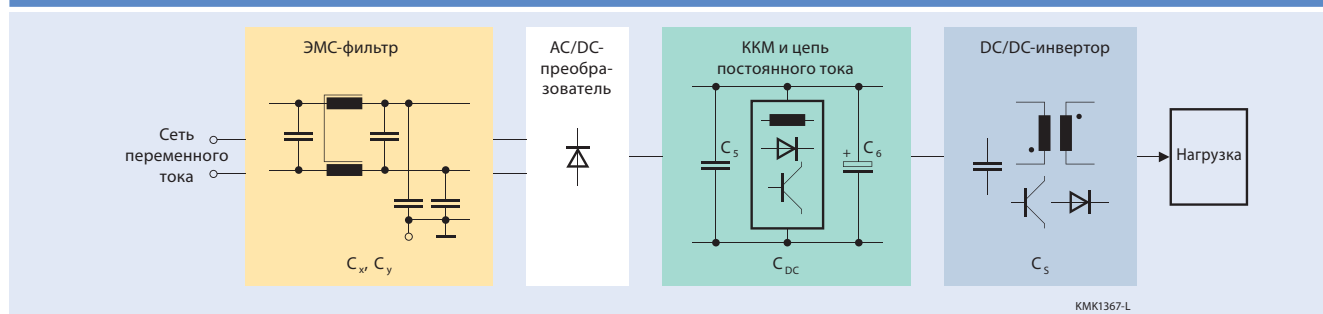 ЭМС-фильтр
AC/DC-
преобра-
зователь
ККМ и цепь
постоянного тока
DC/DC-инвертор
Сеть
переменного
тока
C5
+
C6
Нагрузка
Cx, Cy
CDC
CS
KMK1367-L